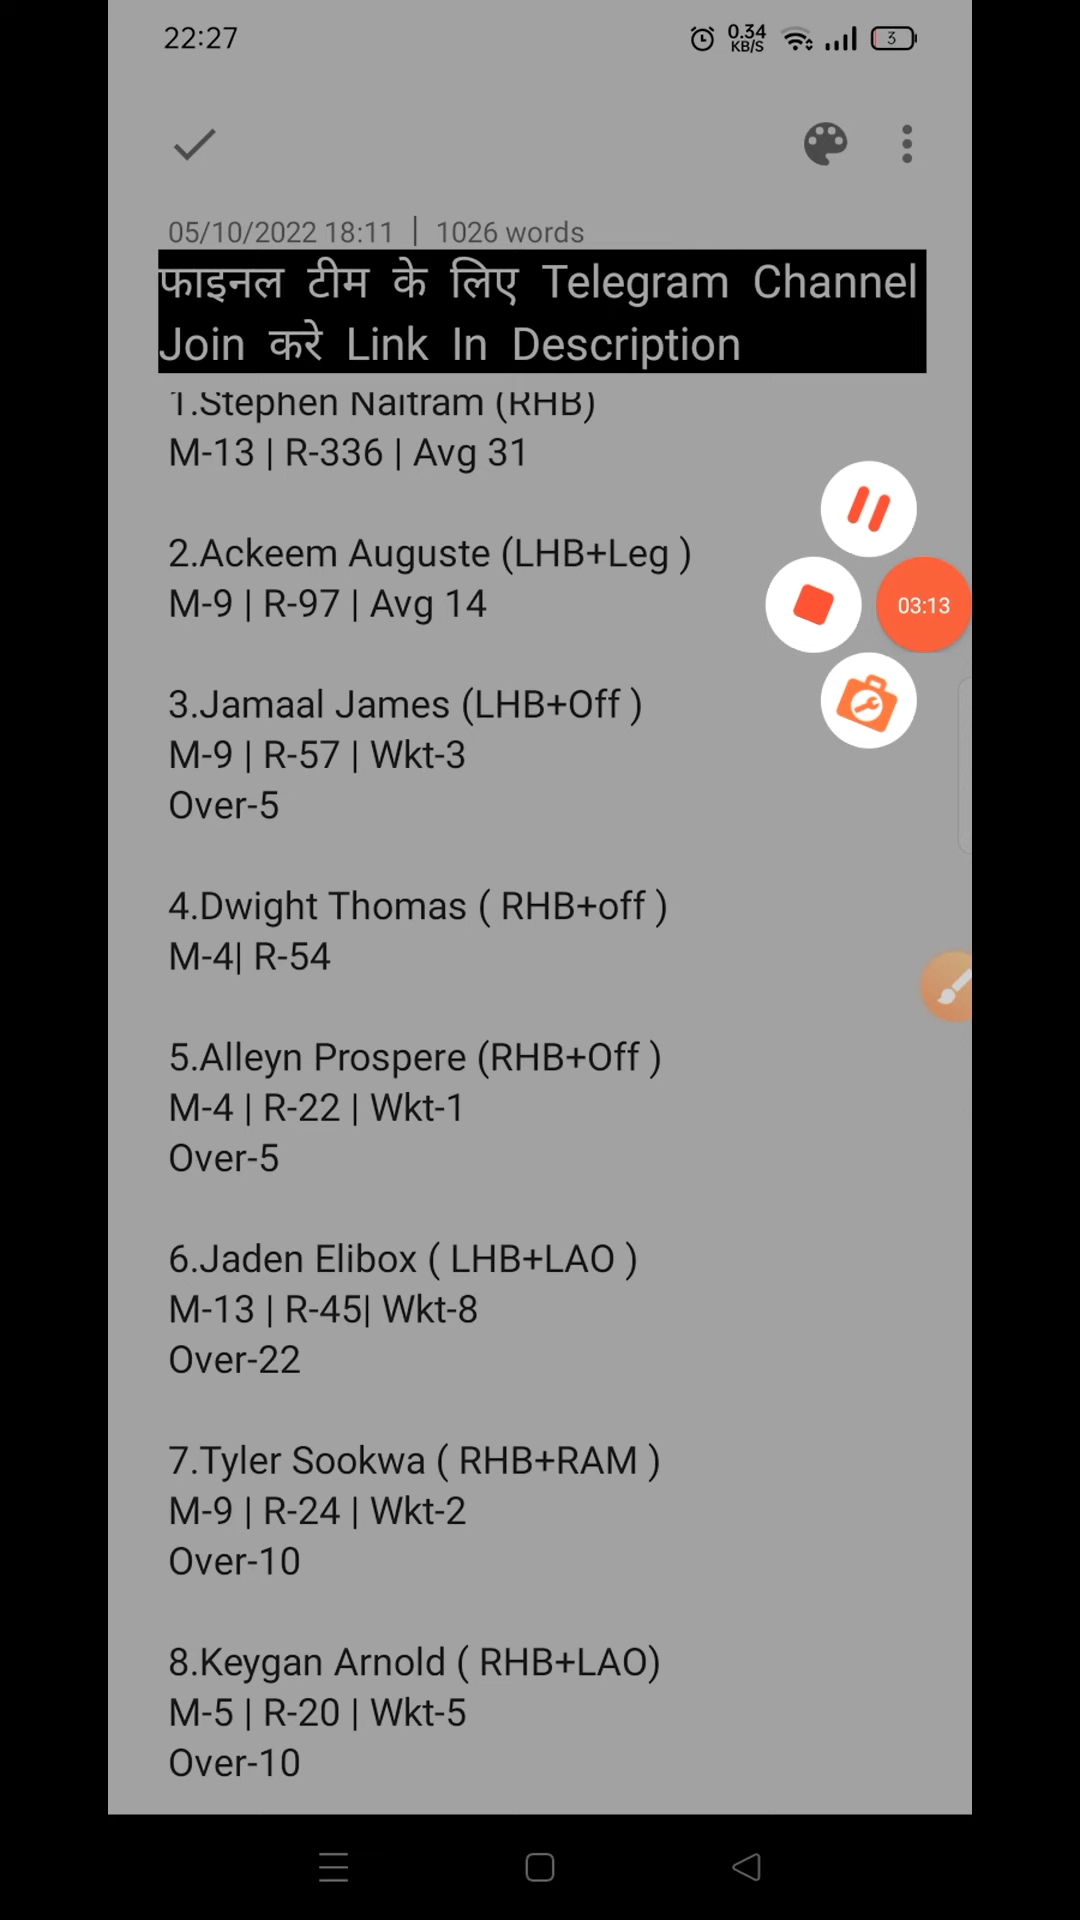 22:27
0.34
KB/S
3
05/10/2022 18:11 | 1026 words
फाइनल टीम के लिए Telegram Channel
Join करे Link In Description
1.Stephen Naitram (RHB)
M-13 | R-336 | Avg 31
2.Ackeem Auguste (LHB+Leg )
M-9 | R-97 | Avg 14
3.Jamaal James (LHB+Off )
M-9 | R-57 | Wkt-3
Over-5
03:13
4.Dwight Thomas ( RHB+off )
M-4| R-54
5.Alleyn Prospere (RHB+Off )
M-4 | R-22 | Wkt-1
Over-5
6.Jaden Elibox ( LHB+LAO )
M-13 | R-45| Wkt-8
Over-22
7.Tyler Sookwa ( RHB+RAM )
M-9 | R-24 | Wkt-2
Over-10
8.Keygan Arnold ( RHB+LAO)
M-5 | R-20 | Wkt-5
Over-10